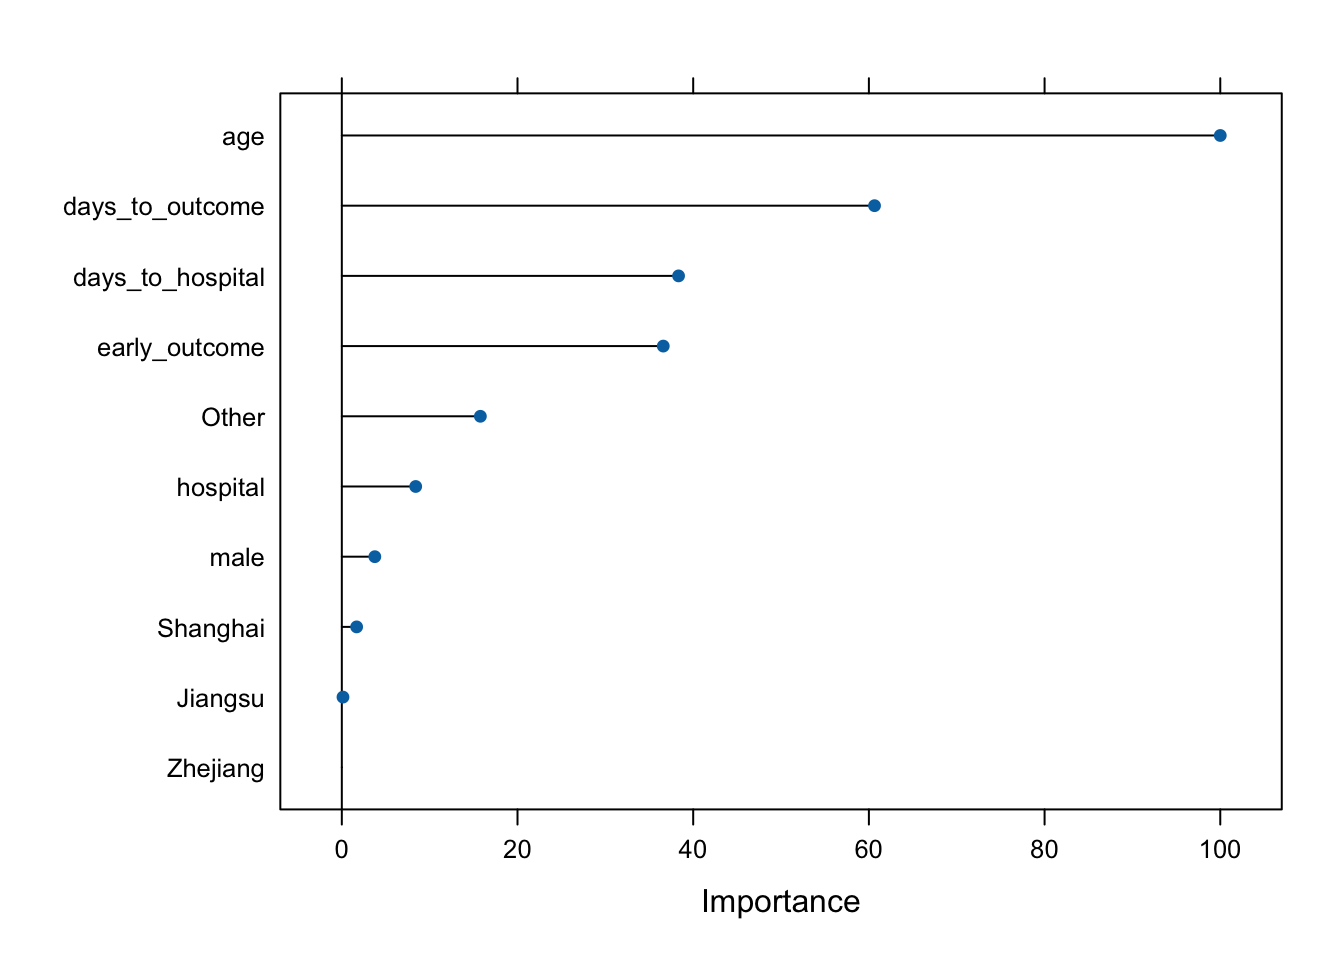 age
days_to_outcome
days_to_hospital
early_outcome
Other
hospital
male
Shanghai
Jiangsu
Zhejiang
0 20 40 60 80 100
Importance